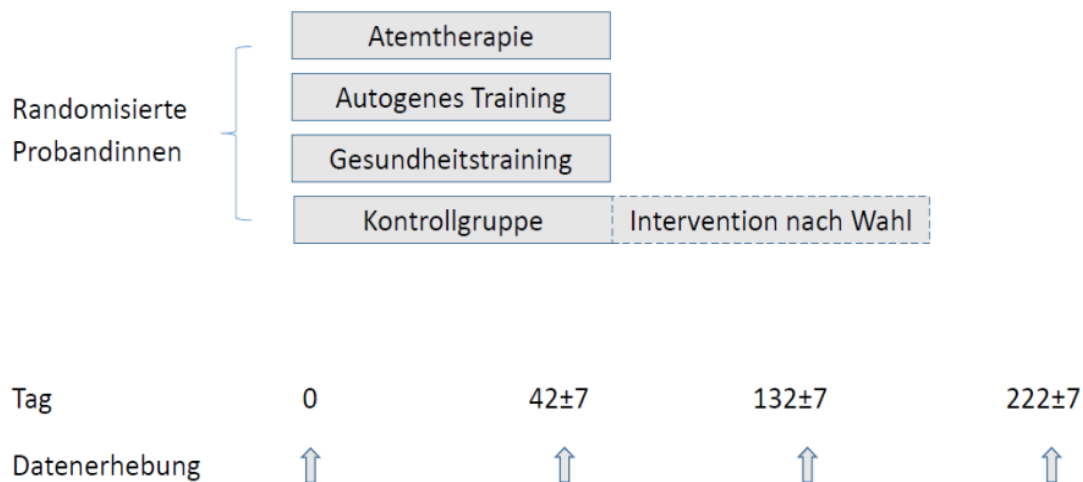 Atemtherapie
Autogenes Training
Randomisierte
Probandinnen
Gesundheitstraining
Kontrollgruppe Intervention nach Wahl
Tag 0 42±7 132±7 222±7
Datenerhebung